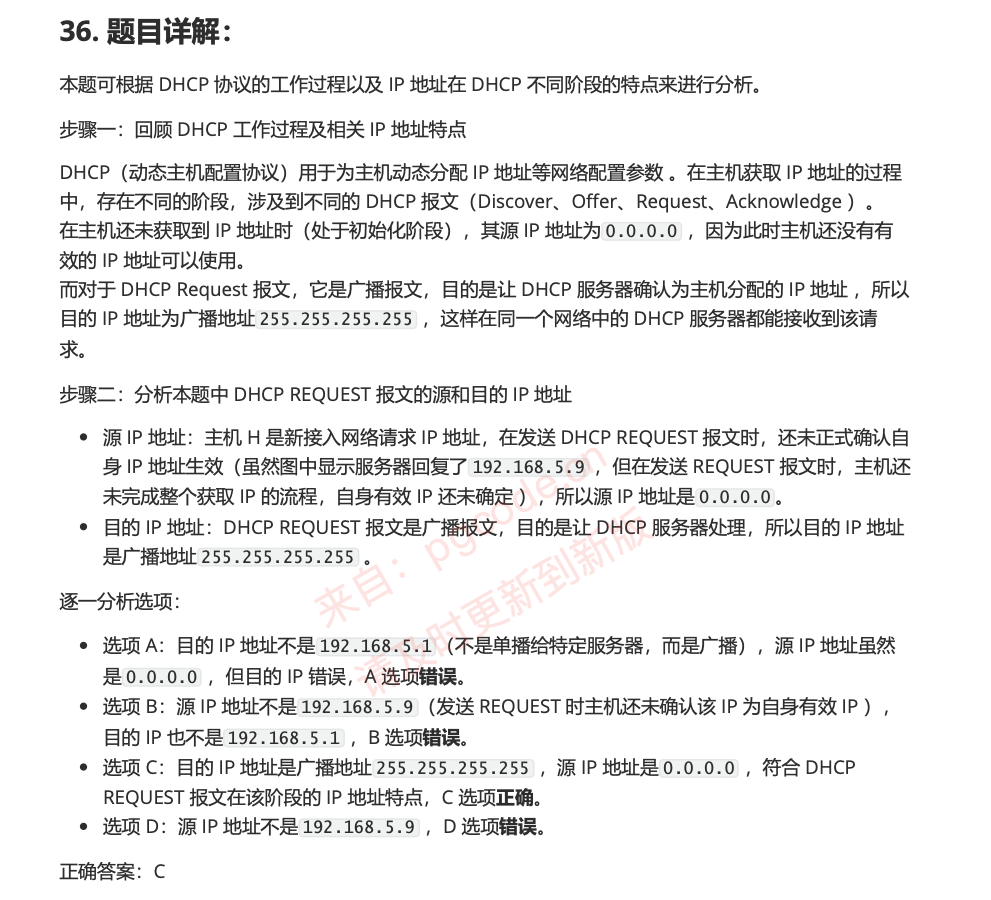 36. 题目详解：
本题可根据 DHCP 协议的工作过程以及 IP 地址在 DHCP 不同阶段的特点来进行分析。
步骤一：回顾 DHCP 工作过程及相关 IP 地址特点
DHCP（动态主机配置协议）用于为主机动态分配 IP 地址等网络配置参数 。在主机获取 IP 地址的过程
中，存在不同的阶段，涉及到不同的 DHCP 报文（Discover、Offer、Request、Acknowledge ）。
在主机还未获取到 IP 地址时（处于初始化阶段），其源 IP 地址为 0.0.0.0 ，因为此时主机还没有有
效的 IP 地址可以使用。
而对于 DHCP Request 报文，它是广播报文，目的是让 DHCP 服务器确认为主机分配的 IP 地址 ，所以
目的 IP 地址为广播地址 255.255.255.255 ，这样在同一个网络中的 DHCP 服务器都能接收到该请
求。
步骤二：分析本题中 DHCP REQUEST 报文的源和目的 IP 地址
• 源 IP 地址：主机 H 是新接入网络请求 IP 地址，在发送 DHCP REQUEST 报文时，还未正式确认自
身 IP 地址生效（虽然图中显示服务器回复了 192.168.5.9 ，但在发送 REQUEST 报文时，主机还
未完成整个获取 IP 的流程，自身有效 IP 还未确定 ），所以源 IP 地址是 0.0.0.0 。
• 目的 IP 地址：DHCP REQUEST 报文是广播报文，目的是让 DHCP 服务器处理，所以目的 IP 地址
是广播地址 255.255.255.255 。
逐一分析选项：
• 选项 A：目的 IP 地址不是 192.168.5.1（不是单播给特定服务器，而是广播），源 IP 地址虽然
是 0.0.0.0 ，但目的 IP 错误，A 选项错误。
• 选项 B：源 IP 地址不是 192.168.5.9（发送 REQUEST 时主机还未确认该 IP 为自身有效 IP ），
目的 IP 也不是 192.168.5.1 ，B 选项错误。
• 选项 C：目的 IP 地址是广播地址 255.255.255.255 ，源 IP 地址是 0.0.0.0 ，符合 DHCP
REQUEST 报文在该阶段的 IP 地址特点，C 选项正确。
• 选项 D：源 IP 地址不是 192.168.5.9 ，D 选项错误。
正确答案：C
来自：pgcode.cn
请及时更新到新版